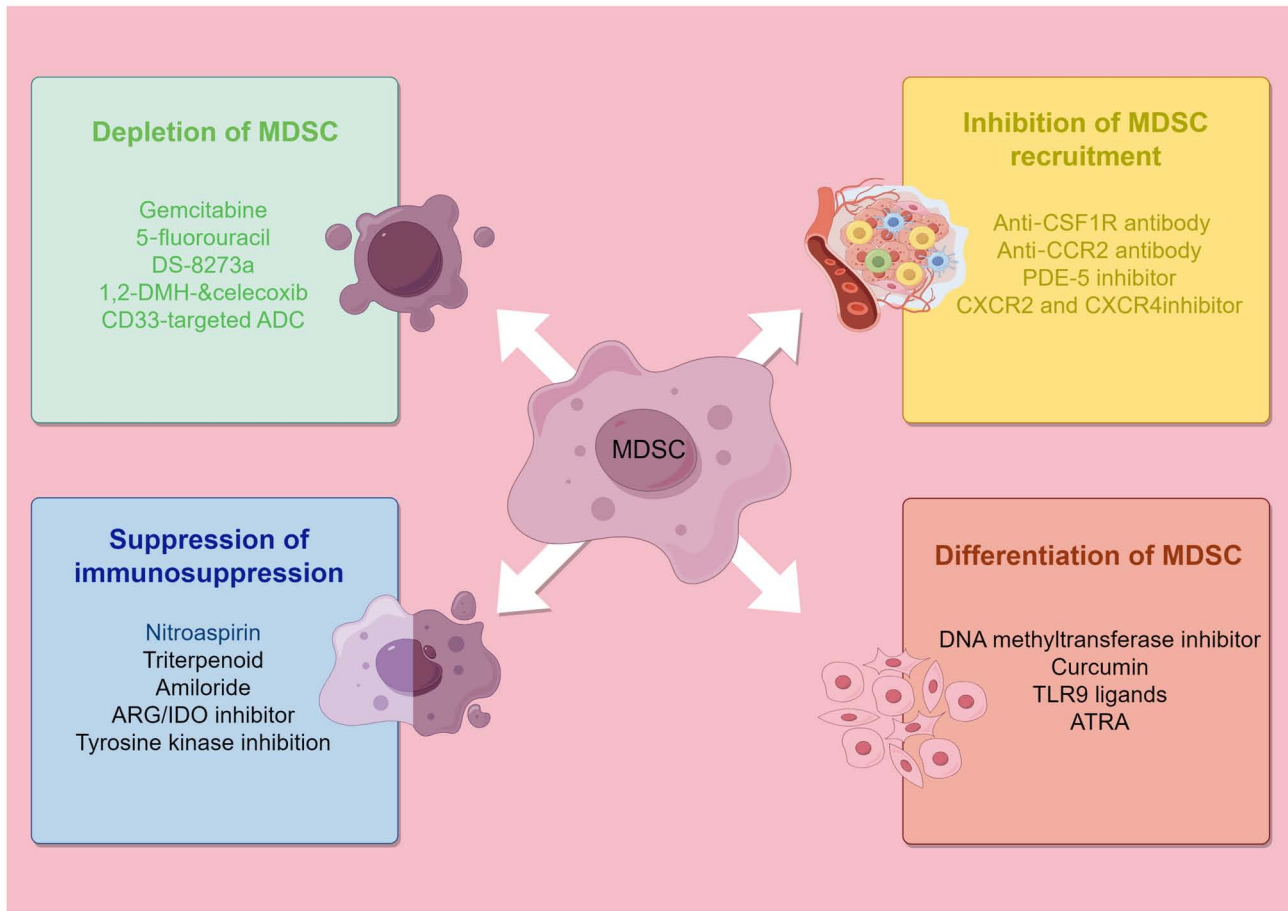 Depletion of MDSC
Gemcitabine
5-fluorouracil
DS-8273a
1,2-DMH-&celecoxib
CD33-targeted ADC
Inhibition of MDSC
recruitment
Anti-CSF1R antibody
Anti-CCR2 antibody
PDE-5 inhibitor
CXCR2 and CXCR4inhibitor
MDSC
Suppression of
immunosuppression
Nitroaspirin
Triterpenoid
Amiloride
ARG/IDO inhibitor
Tyrosine kinase inhibition
Differentiation of MDSC
DNA methyltransferase inhibitor
Curcumin
TLR9 ligands
ATRA